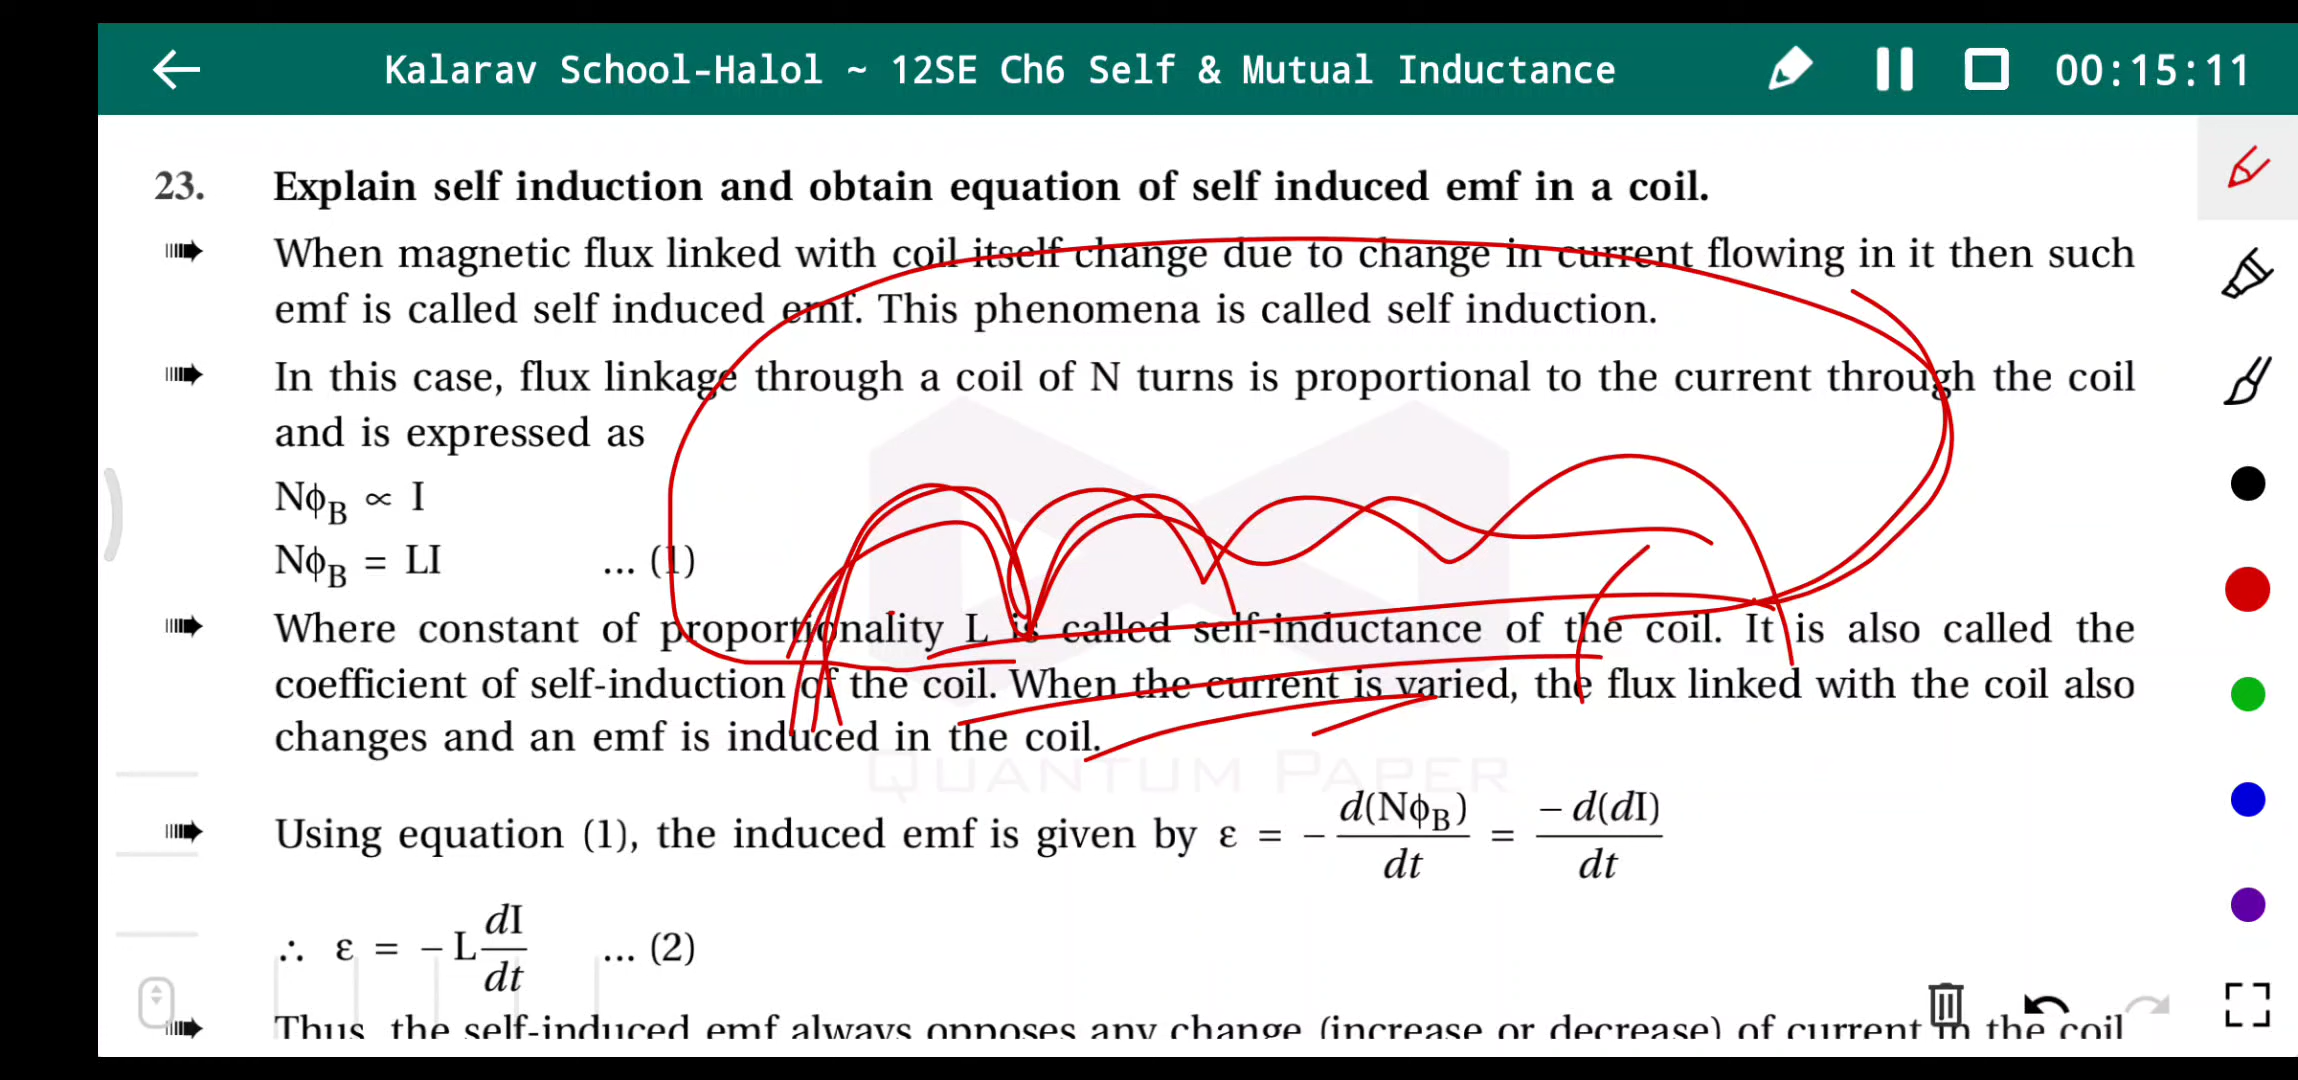 Kalarav School-Halol ~ 12SE Ch6 Self & Mutual Inductance 00:15:11
23. Explain self induction and obtain equation of self induced emf in a coil.
When magnetic flux linked with coil itself change due to change in current flowing in it then such
emf is called self induced emf. This phenomena is called self induction.
In this case, flux linkage through a coil of N turns is proportional to the current through the coil
and is expressed as
Nϕ_B ∝ I
Nϕ_B = LI ... (1)
Where constant of proportionality L is called self-inductance of the coil. It is also called the
coefficient of self-induction of the coil. When the current is varied, the flux linked with the coil also
changes and an emf is induced in the coil.
QUANTUM PAPER
Using equation (1), the induced emf is given by ε = − d(Nϕ_B)/dt = − d(dI)/dt
∴ ε = − L dI/dt ... (2)
Thus the self-induced emf always opposes any change (increase or decrease) of current in the coil